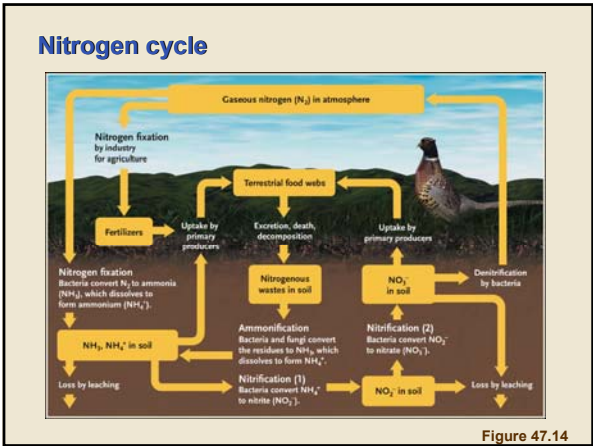 Nitrogen cycle
Gaseous nitrogen (N₂) in atmosphere
Nitrogen fixation
by industry
for agriculture
Terrestrial food webs
Fertilizers
Uptake by
primary
producers
Excretion, death,
decomposition
Uptake by
primary producers
Nitrogen fixation
Bacteria convert N₂ to ammonia
(NH₃), which dissolves to
form ammonium (NH₄⁺).
Nitrogenous
wastes in soil
NO₃⁻
in soil
Denitrification
by bacteria
NH₃, NH₄⁺ in soil
Ammonification
Bacteria and fungi convert
the residues to NH₃, which
dissolves to form NH₄⁺.
Nitrification (2)
Bacteria convert NO₂⁻
to nitrate (NO₃⁻).
Loss by leaching
Nitrification (1)
Bacteria convert NH₄⁺
to nitrite (NO₂⁻).
NO₂⁻ in soil
Loss by leaching
Figure 47.14